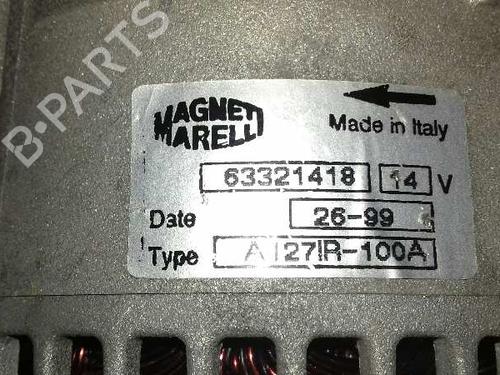 B-PARTS
MAGNETI
MARELLI
Made in Italy
63321418 14 V
Date 26-99
Type A127IR-100A